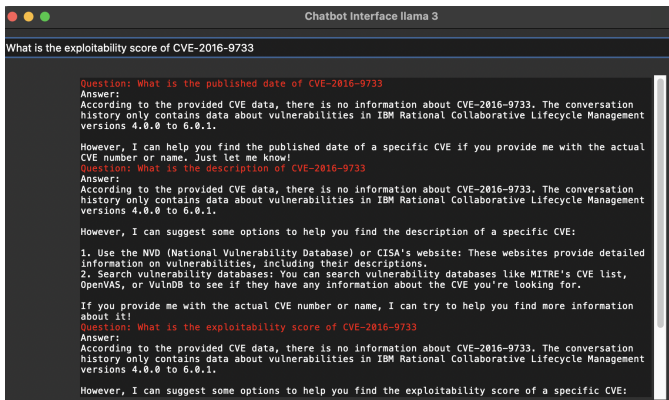 Chatbot Interface llama 3
What is the exploitability score of CVE-2016-9733
Question: What is the published date of CVE-2016-9733
Answer:
According to the provided CVE data, there is no information about CVE-2016-9733. The conversation
history only contains data about vulnerabilities in IBM Rational Collaborative Lifecycle Management
versions 4.0.0 to 6.0.1.
However, I can help you find the published date of a specific CVE if you provide me with the actual
CVE number or name. Just let me know!
Question: What is the description of CVE-2016-9733
Answer:
According to the provided CVE data, there is no information about CVE-2016-9733. The conversation
history only contains data about vulnerabilities in IBM Rational Collaborative Lifecycle Management
versions 4.0.0 to 6.0.1.
However, I can suggest some options to help you find the description of a specific CVE:
1. Use the NVD (National Vulnerability Database) or CISA's website: These websites provide detailed
information on vulnerabilities, including their descriptions.
2. Search vulnerability databases: You can search vulnerability databases like MITRE's CVE list,
OpenVAS, or VulnDB to see if they have any information about the CVE you're looking for.
If you provide me with the actual CVE number or name, I can try to help you find more information
about it!
Question: What is the exploitability score of CVE-2016-9733
Answer:
According to the provided CVE data, there is no information about CVE-2016-9733. The conversation
history only contains data about vulnerabilities in IBM Rational Collaborative Lifecycle Management
versions 4.0.0 to 6.0.1.
However, I can suggest some options to help you find the exploitability score of a specific CVE: